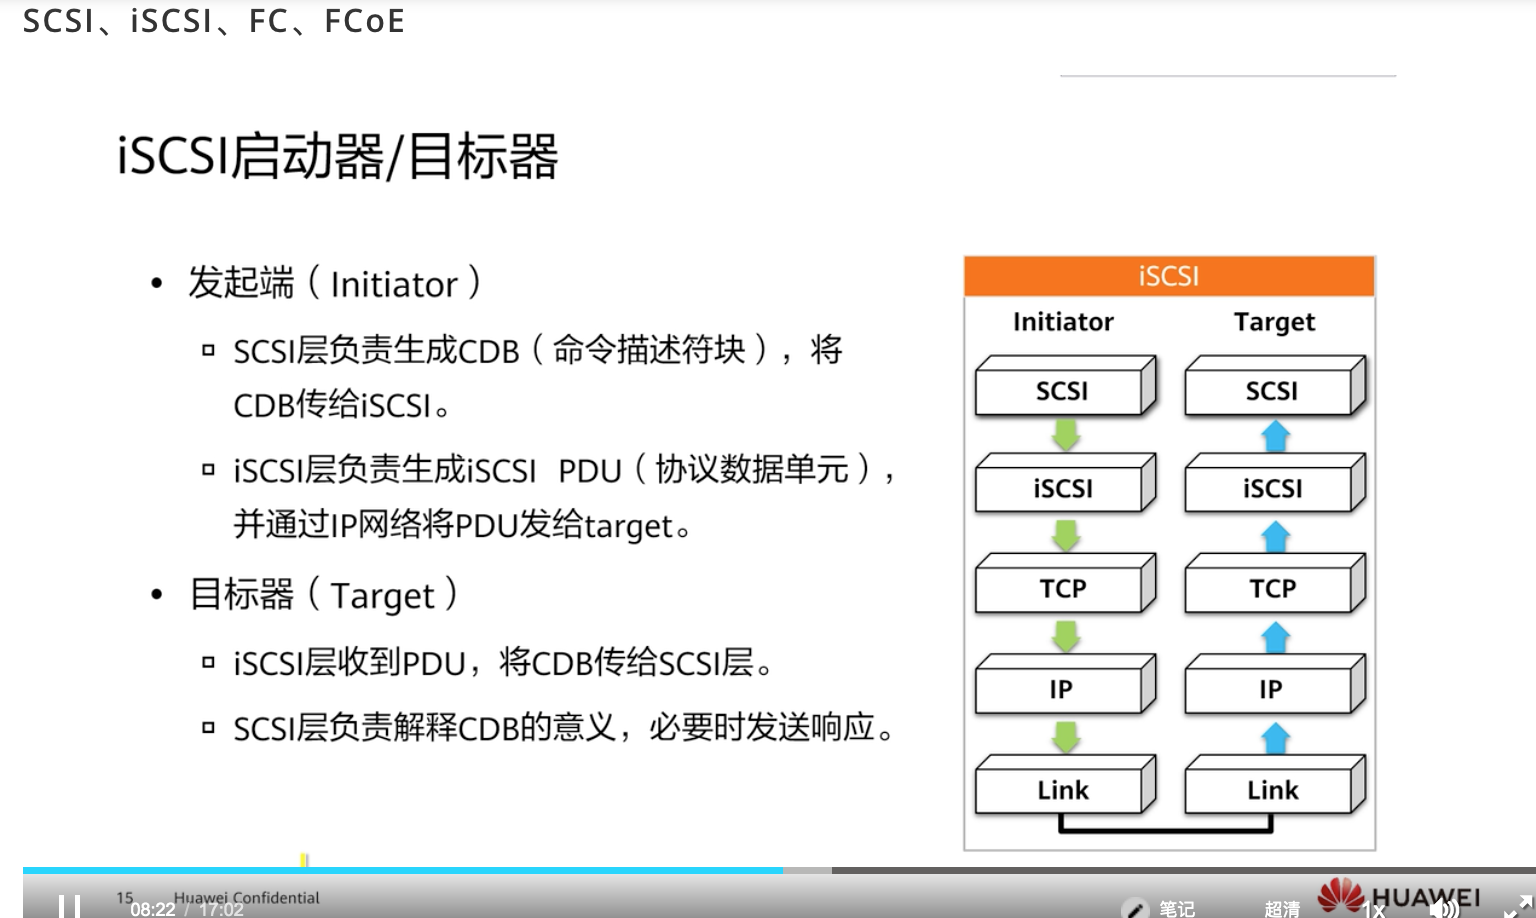 SCSI、iSCSI、FC、FCoE
iSCSI启动器/目标器
• 发起端（Initiator）
SCSI层负责生成CDB（命令描述符块），将
CDB传给iSCSI。
iSCSI层负责生成iSCSI PDU（协议数据单元），
并通过IP网络将PDU发给target。
• 目标器（Target）
iSCSI层收到PDU，将CDB传给SCSI层。
SCSI层负责解释CDB的意义，必要时发送响应。
iSCSI
Initiator Target
SCSI SCSI
iSCSI iSCSI
TCP TCP
IP IP
Link Link
15 Huawei Confidential
HUAWEI
08:22 / 17:02
笔记 超清 1x